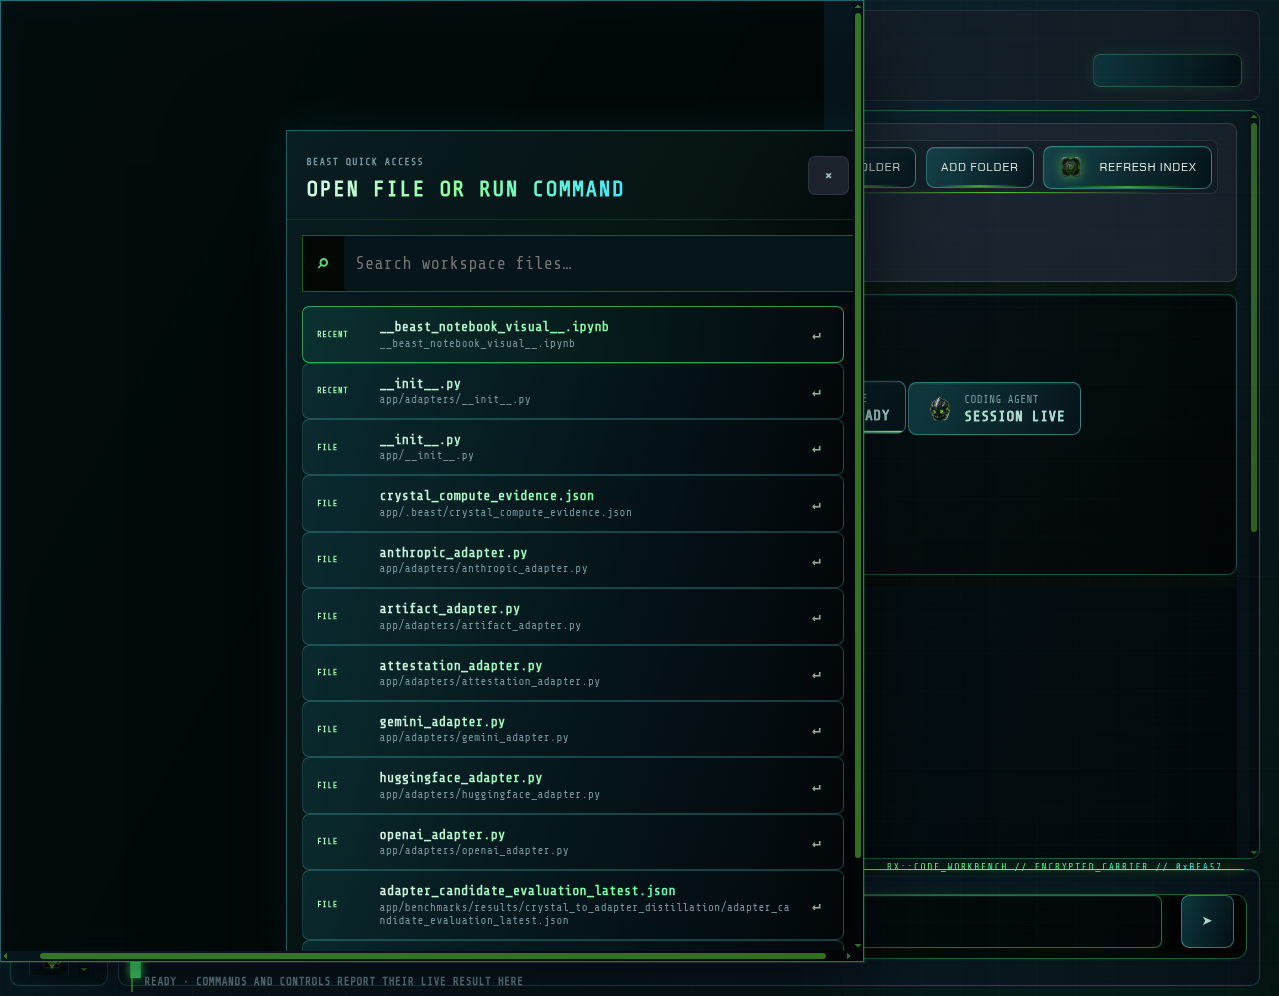 BEAST QUICK ACCESS
OPEN FILE OR RUN COMMAND
×
Search workspace files…
RECENT
__beast_notebook_visual__.ipynb
__beast_notebook_visual__.ipynb
↵
RECENT
__init__.py
app/adapters/__init__.py
↵
FILE
__init__.py
app/__init__.py
↵
FILE
crystal_compute_evidence.json
app/.beast/crystal_compute_evidence.json
↵
FILE
anthropic_adapter.py
app/adapters/anthropic_adapter.py
↵
FILE
artifact_adapter.py
app/adapters/artifact_adapter.py
↵
FILE
attestation_adapter.py
app/adapters/attestation_adapter.py
↵
FILE
gemini_adapter.py
app/adapters/gemini_adapter.py
↵
FILE
huggingface_adapter.py
app/adapters/huggingface_adapter.py
↵
FILE
openai_adapter.py
app/adapters/openai_adapter.py
↵
FILE
adapter_candidate_evaluation_latest.json
app/benchmarks/results/crystal_to_adapter_distillation/adapter_ca
ndidate_evaluation_latest.json
↵
OLDER
ADD FOLDER
REFRESH INDEX
ADY
CODING AGENT
SESSION LIVE
RX::CODE_WORKBENCH // ENCRYPTED_CARRIER // 0xBEAS7
➤
READY · COMMANDS AND CONTROLS REPORT THEIR LIVE RESULT HERE